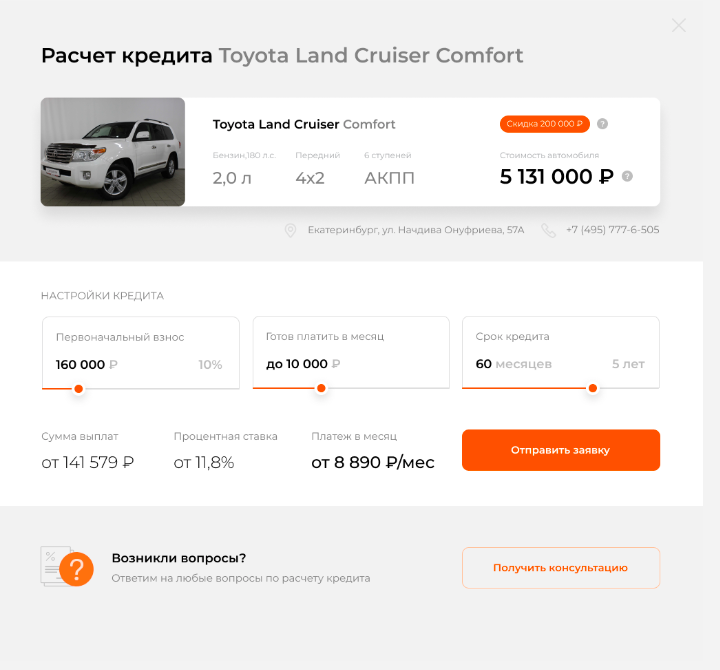 Расчет кредита Toyota Land Cruiser Comfort
Toyota Land Cruiser Comfort
Скидка 200 000 ₽ ?
Бензин,180 л.с. Передний 6 ступеней Стоимость автомобиля
2,0 л 4x2 АКПП 5 131 000 ₽ ?
Екатеринбург, ул. Начдива Онуфриева, 57А +7 (495) 777-6-505
НАСТРОЙКИ КРЕДИТА
Первоначальный взнос
160 000 ₽ 10%
Готов платить в месяц
до 10 000 ₽
Срок кредита
60 месяцев 5 лет
Сумма выплат
от 141 579 ₽
Процентная ставка
от 11,8%
Платеж в месяц
от 8 890 ₽/мес
Отправить заявку
% ?
Возникли вопросы?
Ответим на любые вопросы по расчету кредита
Получить консультацию